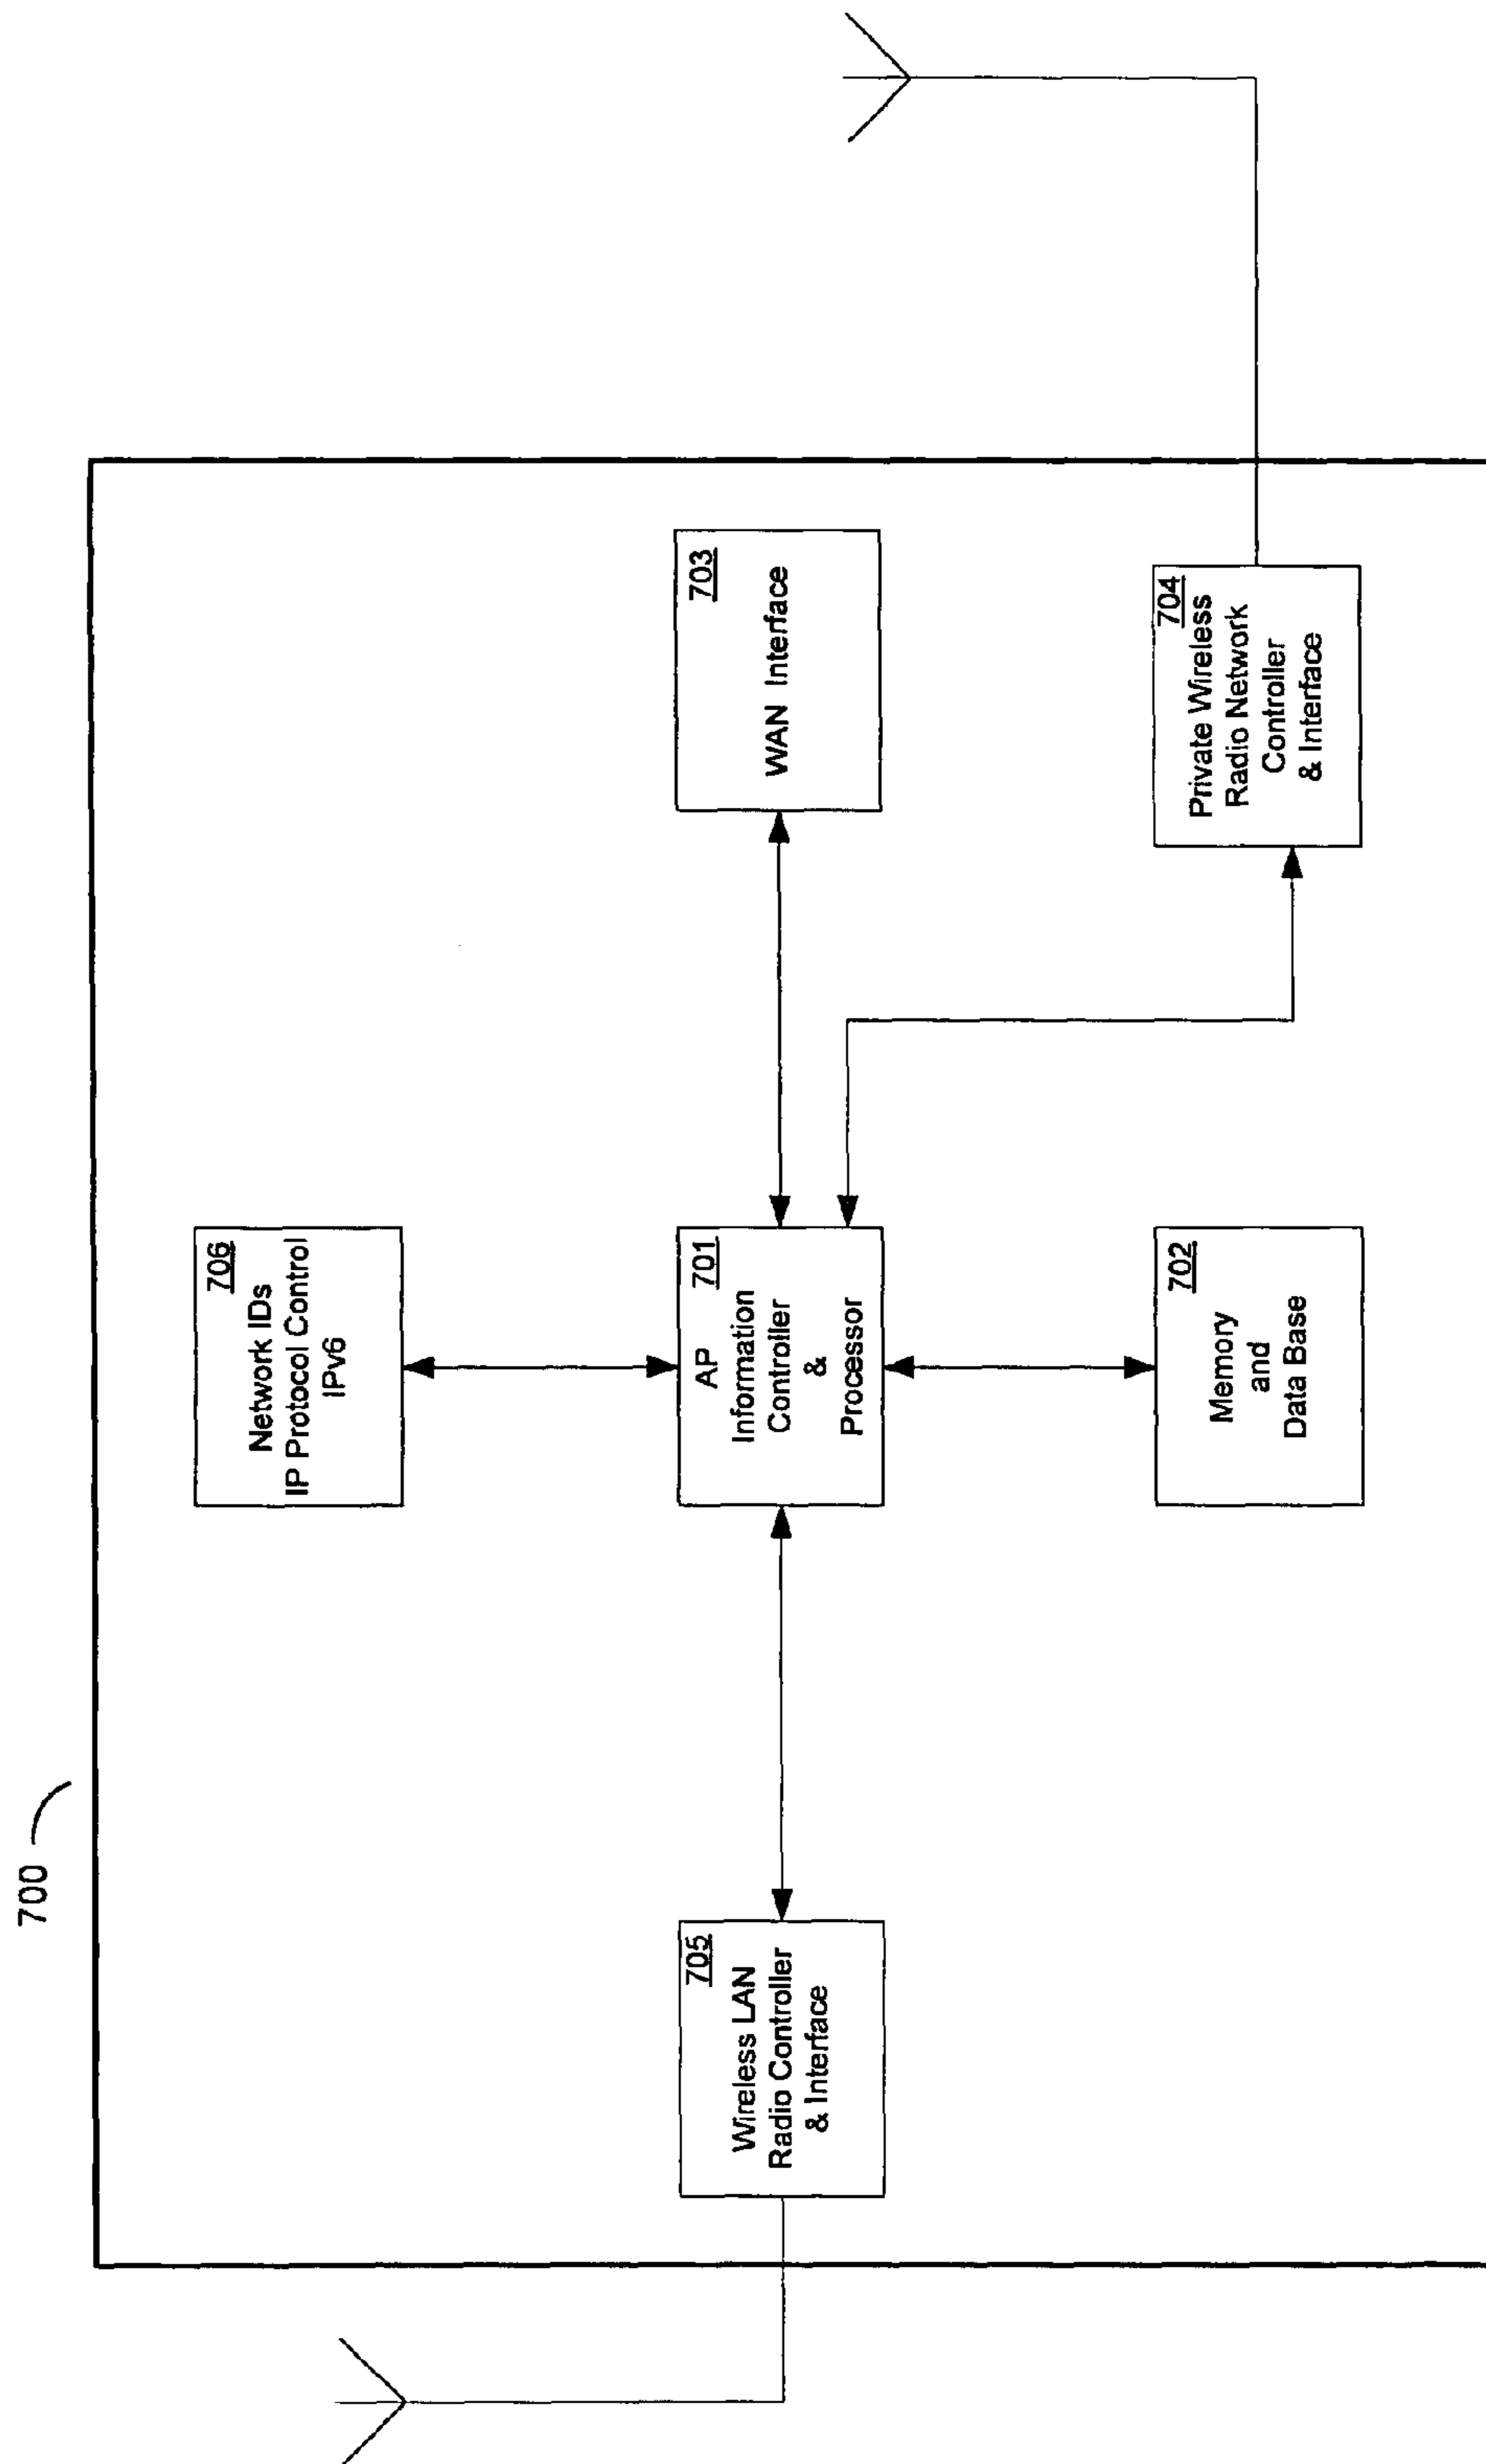 700
706
Network IDs
IP Protocol Control
IPv6
705
Wireless LAN
Radio Controller
& Interface
701
AP
Information
Controller
&
Processor
703
WAN Interface
702
Memory
and
Data Base
704
Private Wireless
Radio Network
Controller
& Interface